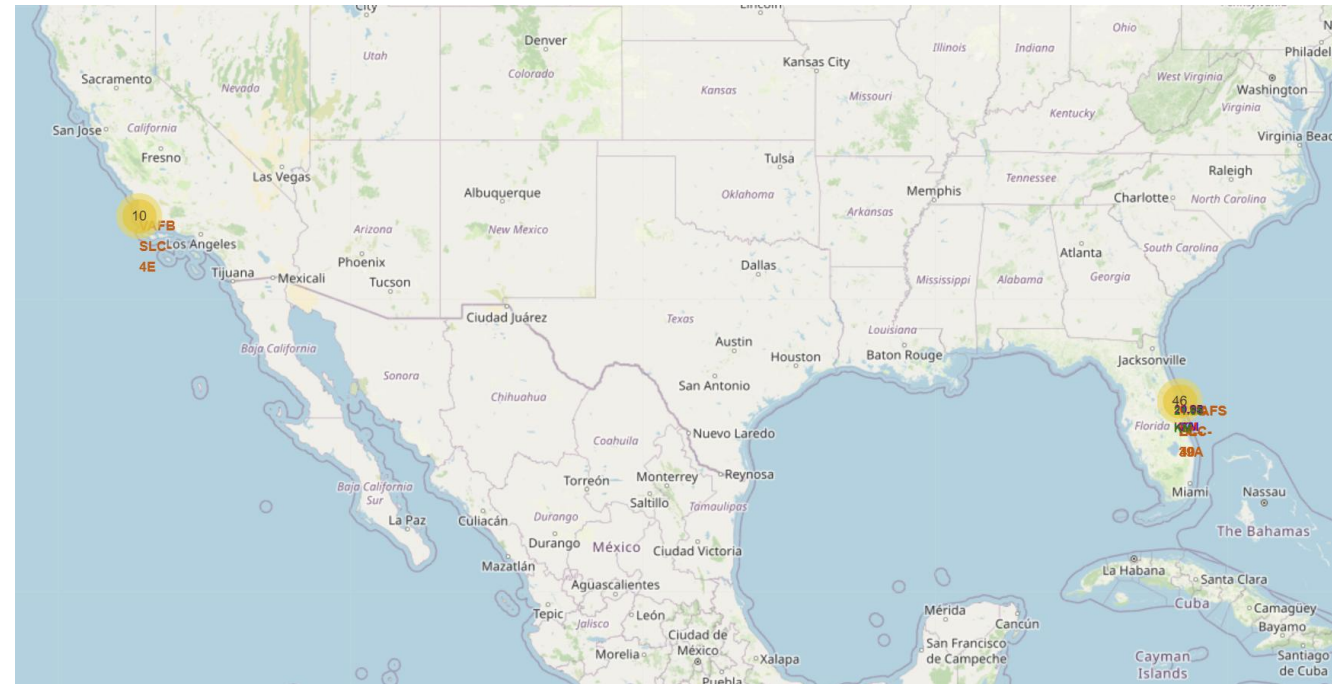 City
Lincoln
Denver
Utah
Colorado
Kansas City
Illinois
Indiana
Ohio
Philadel
Sacramento
Nevada
Kansas
Missouri
West Virginia
Washington
Virginia
San Jose
California
Kentucky
Virginia Beac
Fresno
Las Vegas
Tulsa
Raleigh
Albuquerque
Oklahoma
Memphis
Tennessee
Charlotte
North Carolina
10
Arizona
New Mexico
Arkansas
SLC-
Los Angeles
4E
Phoenix
Tijuana
Mexicali
Tucson
Dallas
Mississippi
Alabama
Atlanta
Georgia
South Carolina
Ciudad Juárez
Texas
Louisiana
Baja California
Austin
Houston
Baton Rouge
Jacksonville
Sonora
San Antonio
Chihuahua
46
Florida
Coahuila
Nuevo Laredo
Baja California
Sur
Torreón
Monterrey
Reynosa
Saltillo
Tamaulipas
Miami
Nassau
La Paz
Culiacán
Durango
The Bahamas
Durango
México
Ciudad Victoria
Mazatlán
La Habana
Santa Clara
Aguascalientes
Cuba
Camagüey
Tepic
León
Mérida
Cancún
Bayamo
Jalisco
Ciudad de
México
San Francisco
de Campeche
Morelia
Xalapa
Cayman
Islands
Santiago
de Cuba
Puebla